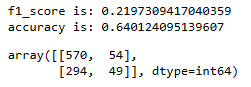 f1_score is: 0.2197309417040359
accuracy is: 0.640124095139607
array([[570, 54],
[294, 49]], dtype=int64)